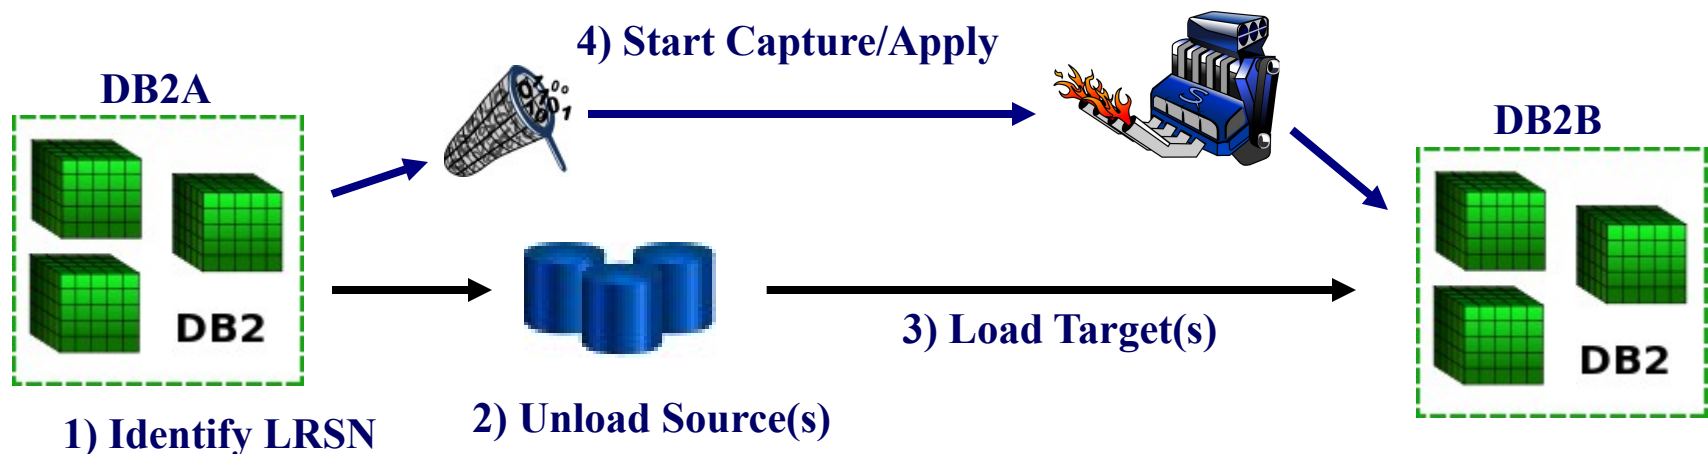 4) Start Capture/Apply
DB2A
DB2B
DB2
3) Load Target(s)
DB2
1) Identify LRSN
2) Unload Source(s)